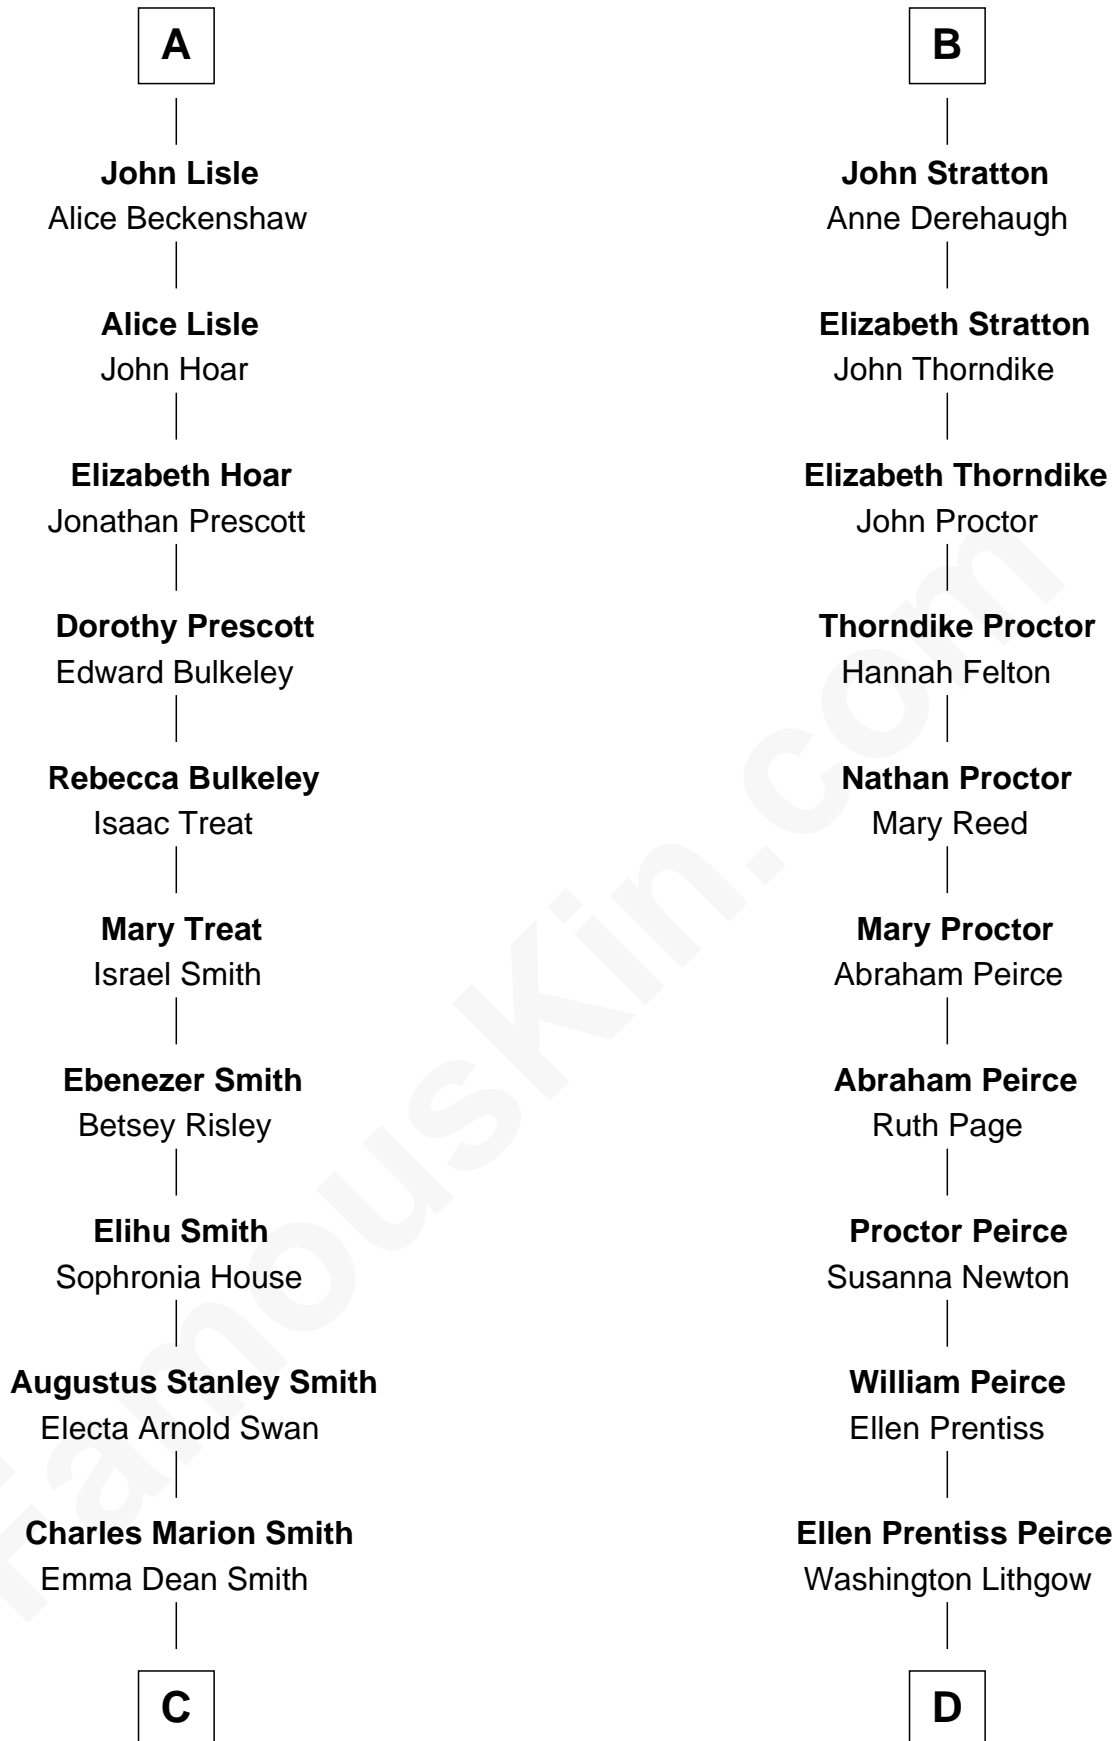 A
John Lisle
Alice Beckenshaw
Alice Lisle
John Hoar
Elizabeth Hoar
Jonathan Prescott
Dorothy Prescott
Edward Bulkeley
Rebecca Bulkeley
Isaac Treat
Mary Treat
Israel Smith
Ebenezer Smith
Betsey Risley
Elihu Smith
Sophronia House
Augustus Stanley Smith
Electa Arnold Swan
Charles Marion Smith
Emma Dean Smith
C
B
John Stratton
Anne Derehaugh
Elizabeth Stratton
John Thorndike
Elizabeth Thorndike
John Proctor
Thorndike Proctor
Hannah Felton
Nathan Proctor
Mary Reed
Mary Proctor
Abraham Peirce
Abraham Peirce
Ruth Page
Proctor Peirce
Susanna Newton
William Peirce
Ellen Prentiss
Ellen Prentiss Peirce
Washington Lithgow
D
FamousKin.com